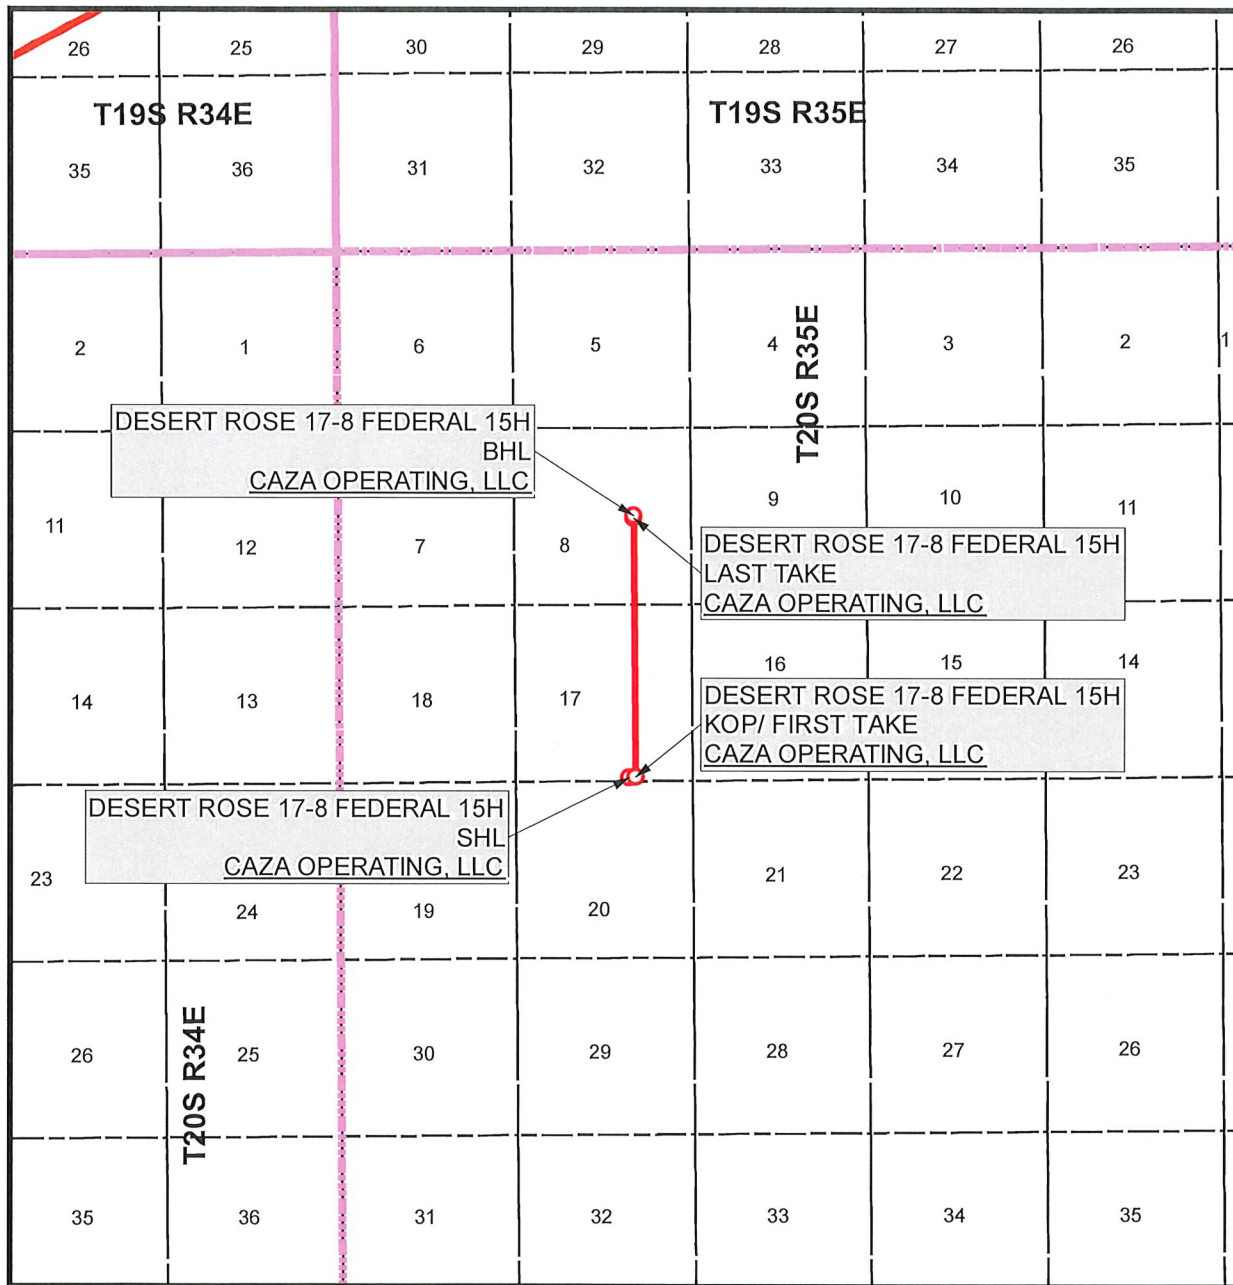 26 25 30 29 28 27 26
T19S R34E T19S R35E
35 36 31 32 33 34 35
2 1 6 5 4 3 2 1
T20S R35E
DESERT ROSE 17-8 FEDERAL 15H
BHL
CAZA OPERATING, LLC
9 10 11
11 12 7 8
DESERT ROSE 17-8 FEDERAL 15H
LAST TAKE
CAZA OPERATING, LLC
16 15 14
14 13 18 17
DESERT ROSE 17-8 FEDERAL 15H
KOP/ FIRST TAKE
CAZA OPERATING, LLC
DESERT ROSE 17-8 FEDERAL 15H
SHL
CAZA OPERATING, LLC
23 21 22 23
24 19 20
T20S R34E
26 25 30 29 28 27 26
35 36 31 32 33 34 35